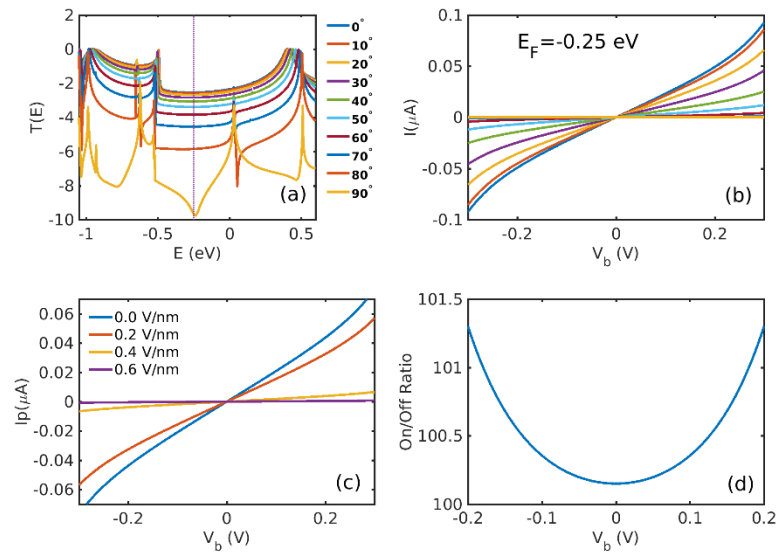 2
0
-2
-4
-6
-8
-10
T(E)
-1
-0.5
0
0.5
E (eV)
(a)
0°
10°
20°
30°
40°
50°
60°
70°
80°
90°
E_F=-0.25 eV
0.1
0.05
0
-0.05
-0.1
I(μA)
-0.2
0
0.2
V_b (V)
(b)
0.0 V/nm
0.2 V/nm
0.4 V/nm
0.6 V/nm
0.06
0.04
0.02
0
-0.02
-0.04
-0.06
Ip(μA)
-0.2
0
0.2
V_b (V)
(c)
101.5
101
100.5
100
On/Off Ratio
-0.2
-0.1
0
0.1
0.2
V_b (V)
(d)